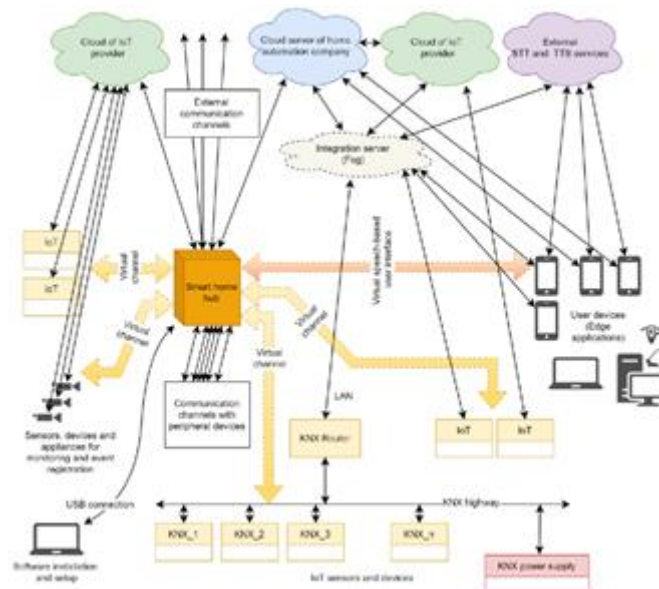 Cloud of IoT
provider
Cloud server of home
automation company
Cloud of IoT
provider
External
STT and TTS services
External
communication
channels
Integration server
(Fog)
IoT
IoT
Virtual
channel
Smart home
hub
Virtual speach-based
user interface
Virtual
channel
Virtual
channel
Virtual
channel
User devices
(Edge
applications)
Communication
channels with
peripheral devices
LAN
KNX Router
IoT
IoT
Sensors, devices and
appliances for
monitoring and event
registration
USB connection
KNX highway
KNX_1
KNX_2
KNX_3
KNX_n
Software installation
and setup
IoT sensors and devices
KNX power supply